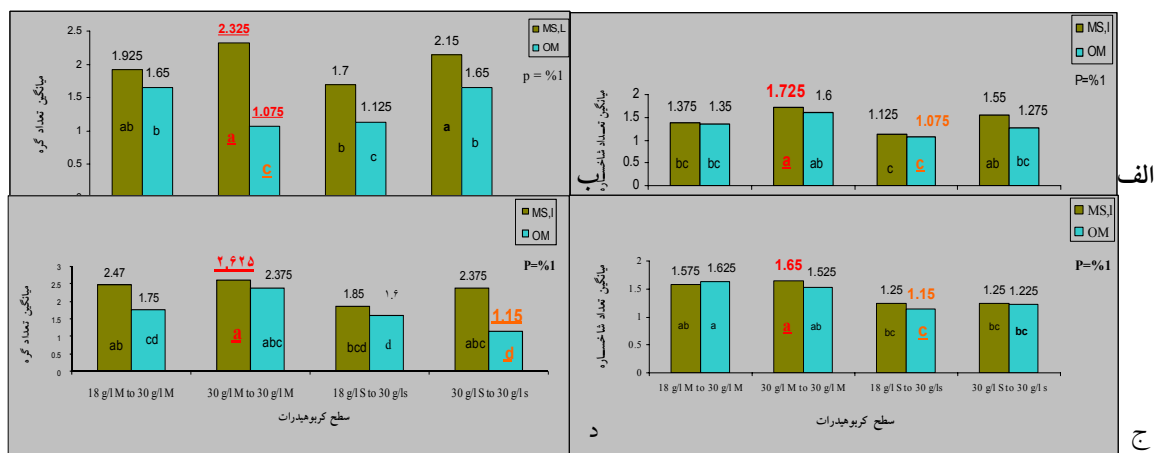 2.5
2
1.5
1
0.5
0
میانگین تعداد گره
1.925
1.65
2.325
1.075
1.7
1.125
2.15
1.65
ab
b
a
c
b
c
a
b
MS,L
OM
p = %1
ب
2
1.5
1
0.5
0
میانگین تعداد شاخساره
1.375
1.35
1.725
1.6
1.125
1.075
1.55
1.275
bc
bc
a
ab
c
c
ab
bc
MS,l
OM
P=%1
الف
3
2.5
2
1.5
1
0.5
0
میانگین تعداد گره
2.47
1.75
۲.۶۲۵
2.375
1.85
۱.۶
2.375
1.15
ab
cd
a
abc
bcd
d
abc
d
MS,l
OM
P=%1
18 g/l M to 30 g/l M
30 g/l M to 30 g/l M
18 g/l S to 30 g/ls
30 g/l S to 30 g/l s
سطح کربوهیدرات
د
2
1.5
1
0.5
0
میانگین تعداد شاخساره
1.575
1.625
1.65
1.525
1.25
1.15
1.25
1.225
ab
a
a
ab
bc
c
bc
bc
MS,l
OM
P=%1
18 g/l M to 30 g/l M
30 g/l M to 30 g/l M
18 g/l S to 30 g/ls
30 g/l S to 30 g/l s
سطح کربوهیدرات
ج